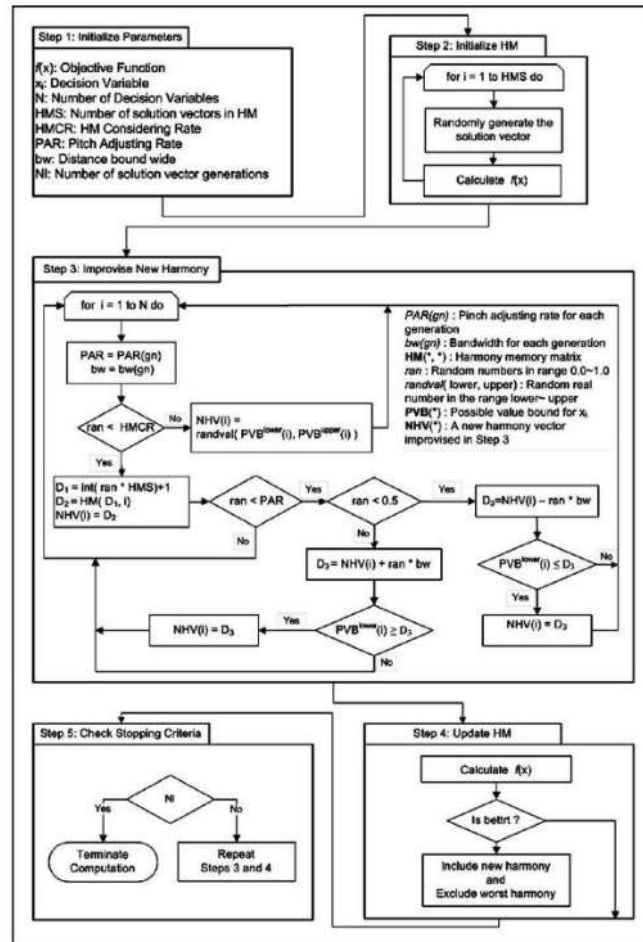 Step 1: Initialize Parameters
f(x): Objective Function
xi: Decision Variable
N: Number of Decision Variables
HMS: Number of solution vectors in HM
HMCR: HM Considering Rate
PAR: Pitch Adjusting Rate
bw: Distance bound wide
NI: Number of solution vector generations
Step 2: Initialize HM
for i = 1 to HMS do
Randomly generate the
solution vector
Calculate f(x)
Step 3: Improvise New Harmony
for i = 1 to N do
PAR = PAR(gn)
bw = bw(gn)
ran < HMCR
No
NHV(i) =
randval( PVBlower(i), PVBupper(i) )
Yes
PAR(gn) : Pinch adjusting rate for each
generation
bw(gn) : Bandwidth for each generation
HM(*, *) : Harmony memory matrix
ran : Random numbers in range 0.0~1.0
randval( lower, upper) : Random real
number in the range lower~ upper
PVB(*) : Possible value bound for xi
NHV(*) : A new harmony vector
improvised in Step 3
D1 = Int( ran * HMS)+1
D2 = HM( D1, i)
NHV(i) = D2
ran < PAR
Yes
No
ran < 0.5
Yes
No
D3=NHV(i) – ran * bw
D3 = NHV(i) + ran * bw
PVBlower(i) ≤ D3
No
Yes
NHV(i) = D3
PVBlower(i) ≥ D3
Yes
No
NHV(i) = D3
Step 5: Check Stopping Criteria
NI
Yes
No
Terminate
Computation
Repeat
Steps 3 and 4
Step 4: Update HM
Calculate f(x)
Is bettrt ?
Include new harmony
and
Exclude worst harmony